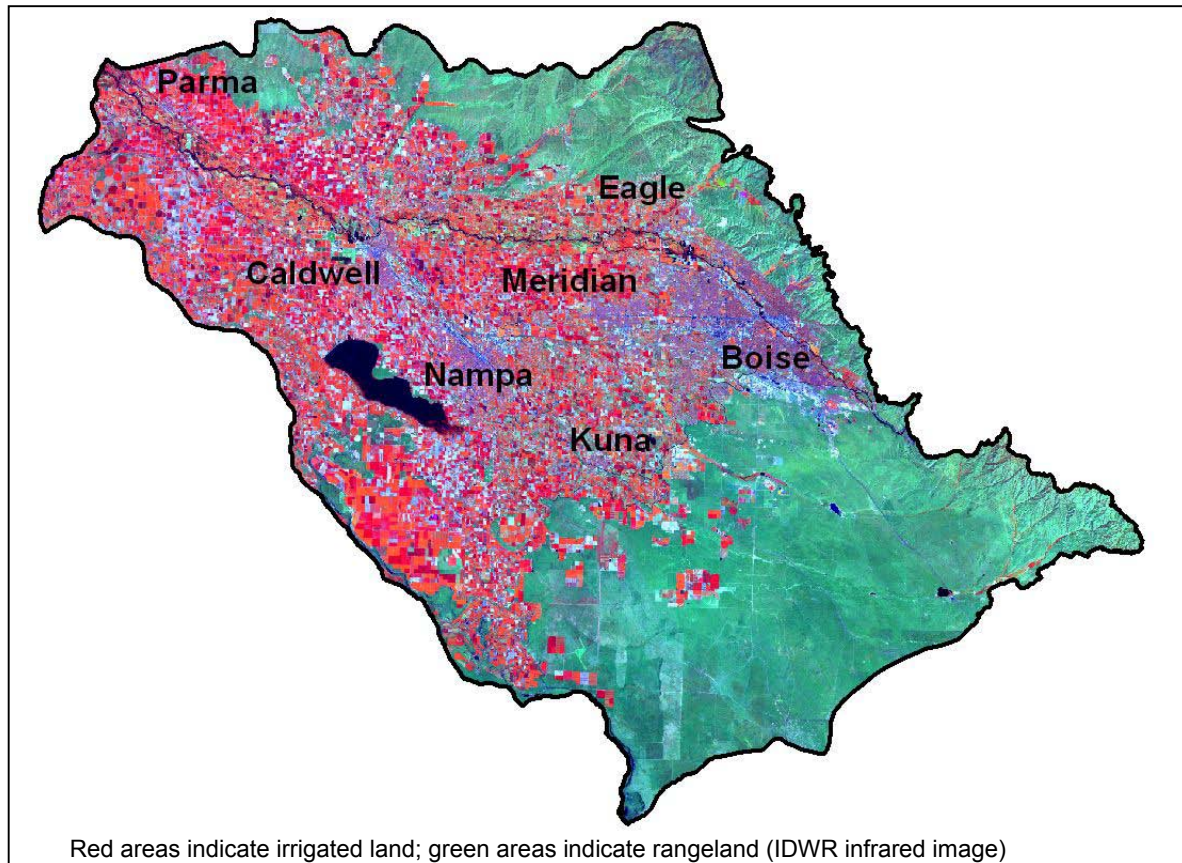 Parma
Eagle
Caldwell
Meridian
Boise
Nampa
Kuna
Red areas indicate irrigated land; green areas indicate rangeland (IDWR infrared image)